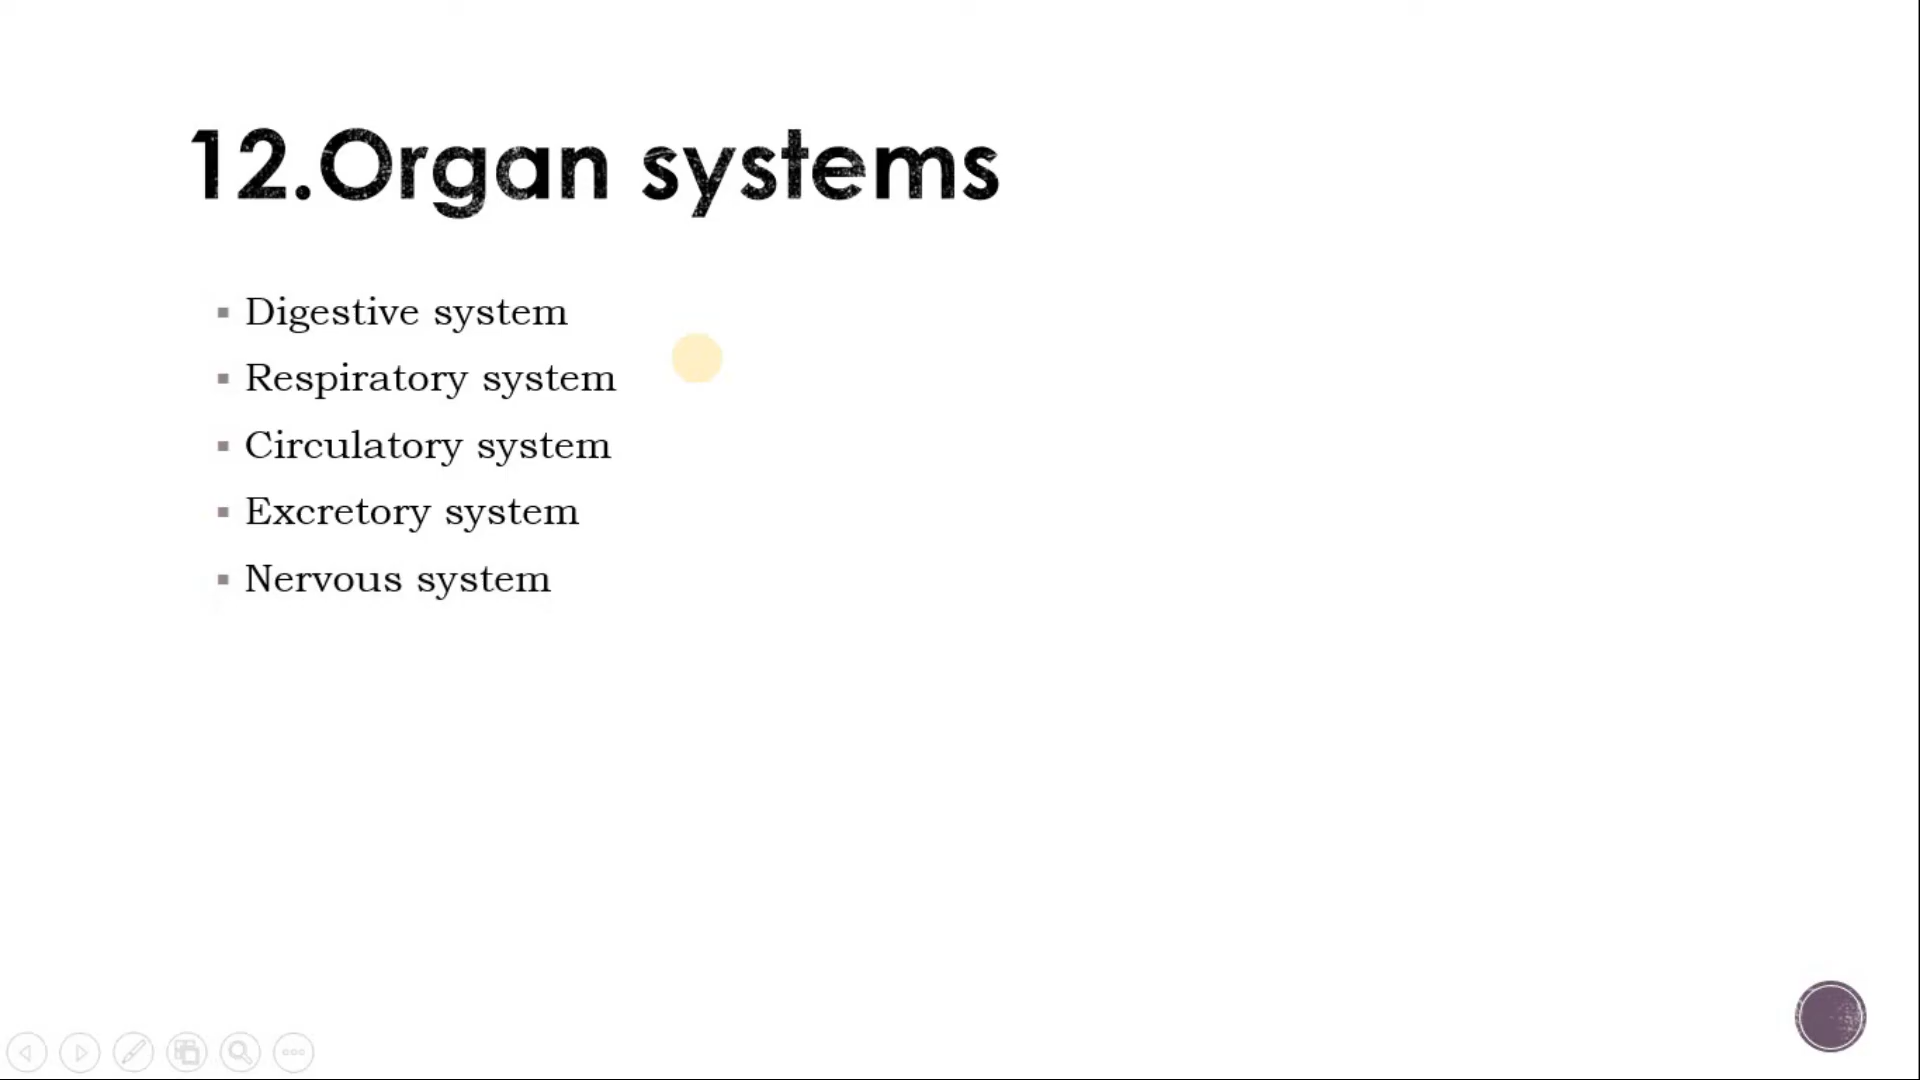 12.Organ systems
▪ Digestive system
▪ Respiratory system
▪ Circulatory system
▪ Excretory system
▪ Nervous system